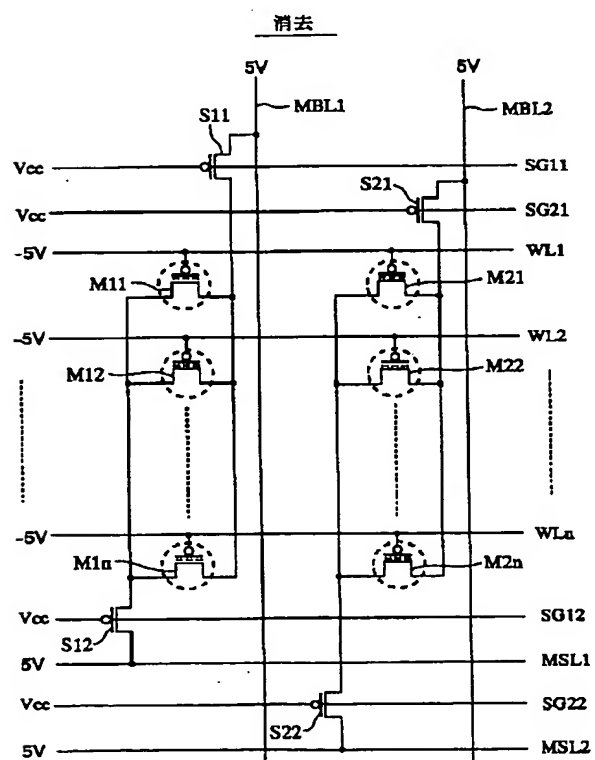 消去
5V 5V
MBL1 MBL2
S11
Vcc SG11
S21
Vcc SG21
-5V WL1
M11 M21
-5V WL2
M12 M22
-5V WLn
M1n M2n
Vcc SG12
S12
5V MSL1
Vcc SG22
S22
5V MSL2